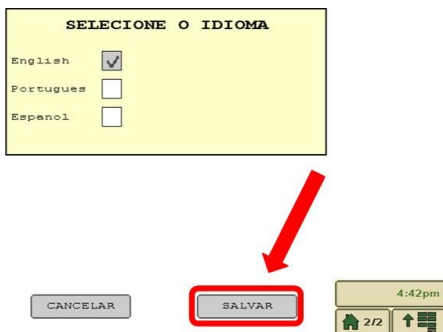 SELECIONE O IDIOMA
English
Portugues
Espanol
CANCELAR
SALVAR
4:42pm
2/2